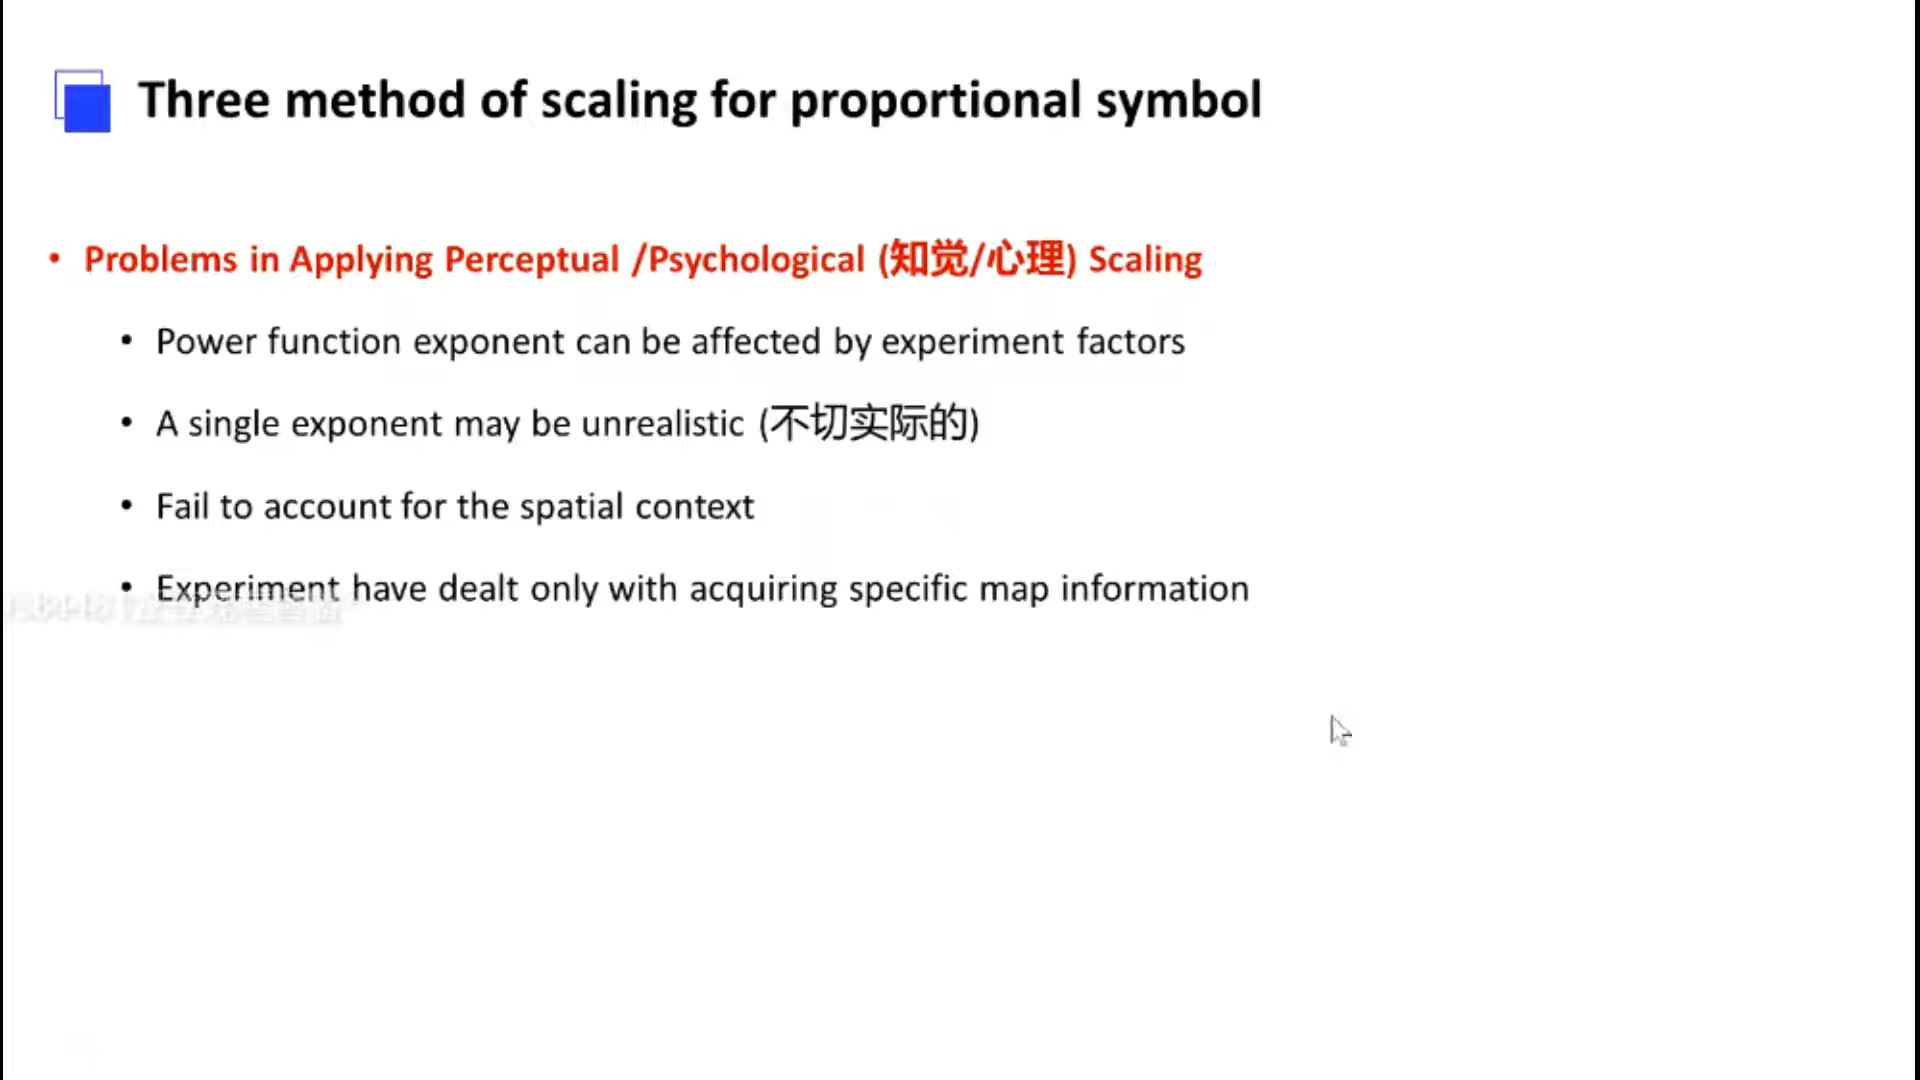 Three method of scaling for proportional symbol
• Problems in Applying Perceptual /Psychological (知觉/心理) Scaling
• Power function exponent can be affected by experiment factors
• A single exponent may be unrealistic (不切实际的)
• Fail to account for the spatial context
• Experiment have dealt only with acquiring specific map information